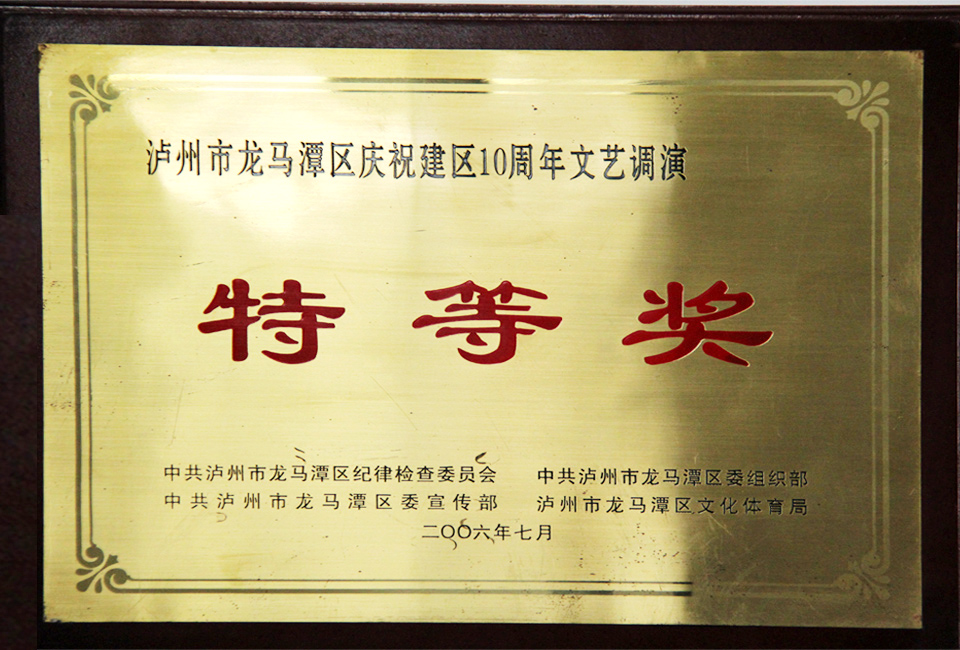 泸州市龙马潭区庆祝建区10周年文艺调演
特等奖
中共泸州市龙马潭区纪律检查委员会 中共泸州市龙马潭区委组织部
中共泸州市龙马潭区委宣传部 泸州市龙马潭区文化体育局
二〇〇六年七月